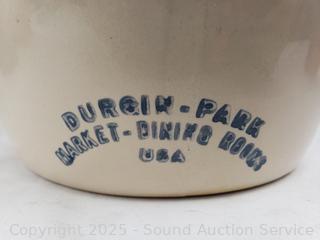 DURGIN-PARK
MARKET-DINING ROOMS
USA
Copyright 2025 - Sound Auction Service